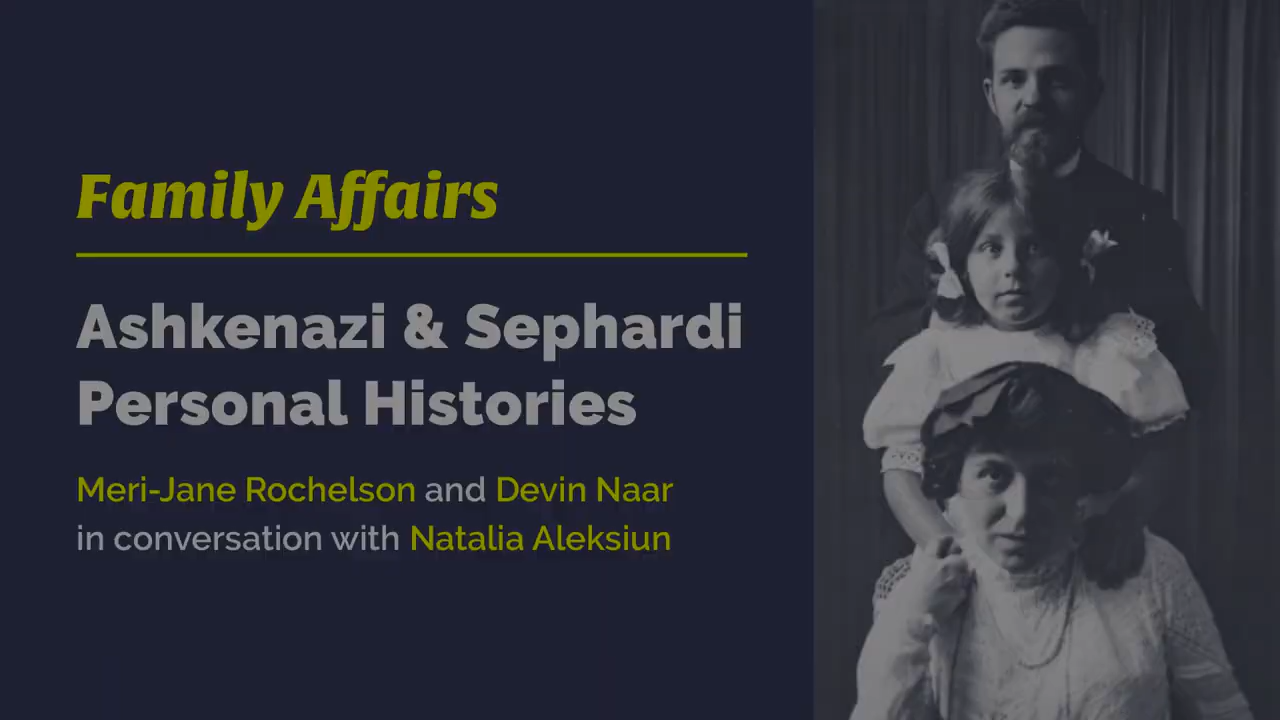 Family Affairs
Ashkenazi & Sephardi
Personal Histories
Meri-Jane Rochelson and Devin Naar
in conversation with Natalia Aleksiun